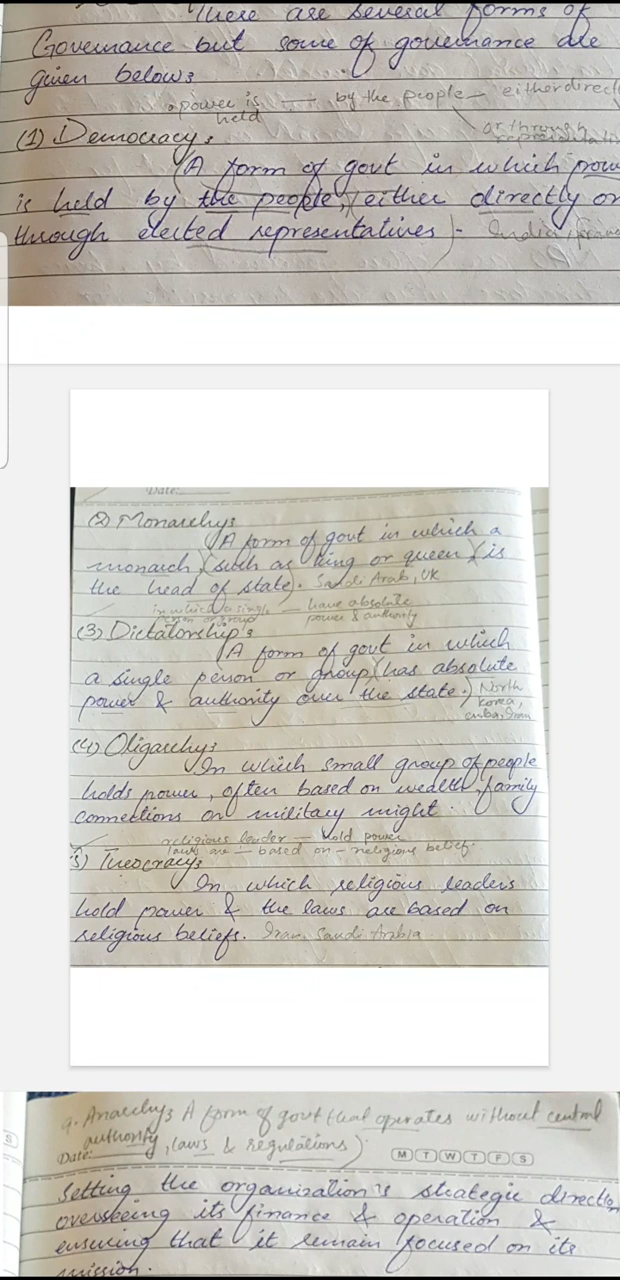 There are several forms of
Governance but some of governance are
given below:
power is held — by the people — either direct
or through
(1) Democracy:
(A form of govt in which pow
is held by the people, (either directly or
through elected representatives) - India,
Date:
(2) Monarchy:
(A form of govt in which a
monarch (such as king or queen) is
the head of state). Saudi Arab, UK
in which a single — have absolute
person or group power & authority
(3) Dictatorship:
(A form of govt in which
a single person or group (has absolute
power & authority over the state.) North
Korea,
Cuba, Iran
(4) Oligarchy:
In which small group of people
holds power, often based on wealth, family
connections or military might.
religious leader — hold power
laws are — based on — religious belief.
5) Theocracy:
In which religious leaders
hold power & the laws are based on
religious beliefs. Iran, Saudi Arabia
9. Anarchy: A form of govt that operates without central
authority, laws & regulations)
Date: M T W T F S
S
Setting the organization's strategic direction
overseeing its finance & operation &
ensuring that it remain focused on its
mission.